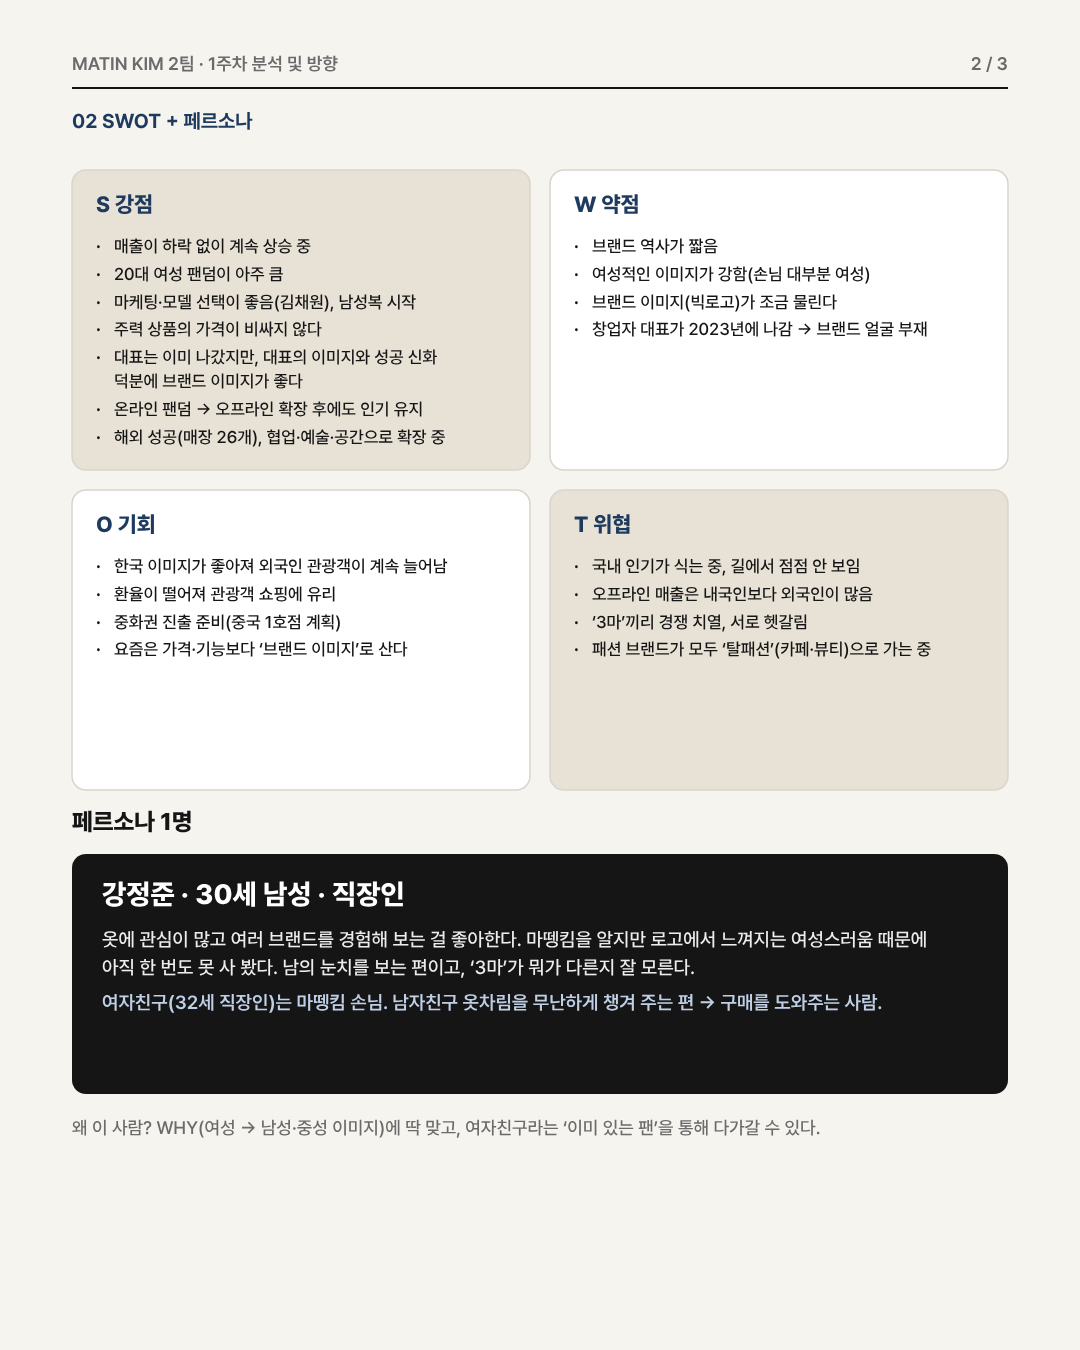 MATIN KIM 2팀 · 1주차 분석 및 방향
2 / 3
02 SWOT + 페르소나
S 강점
· 매출이 하락 없이 계속 상승 중
· 20대 여성 팬덤이 아주 큼
· 마케팅·모델 선택이 좋음(김채원), 남성복 시작
· 주력 상품의 가격이 비싸지 않다
· 대표는 이미 나갔지만, 대표의 이미지와 성공 신화
덕분에 브랜드 이미지가 좋다
· 온라인 팬덤 → 오프라인 확장 후에도 인기 유지
· 해외 성공(매장 26개), 협업·예술·공간으로 확장 중
W 약점
· 브랜드 역사가 짧음
· 여성적인 이미지가 강함(손님 대부분 여성)
· 브랜드 이미지(빅로고)가 조금 물린다
· 창업자 대표가 2023년에 나감 → 브랜드 얼굴 부재
O 기회
· 한국 이미지가 좋아져 외국인 관광객이 계속 늘어남
· 환율이 떨어져 관광객 쇼핑에 유리
· 중화권 진출 준비(중국 1호점 계획)
· 요즘은 가격·기능보다 ‘브랜드 이미지’로 산다
T 위협
· 국내 인기가 식는 중, 길에서 점점 안 보임
· 오프라인 매출은 내국인보다 외국인이 많음
· ‘3마’끼리 경쟁 치열, 서로 헷갈림
· 패션 브랜드가 모두 ‘탈패션’(카페·뷰티)으로 가는 중
페르소나 1명
강정준 · 30세 남성 · 직장인
옷에 관심이 많고 여러 브랜드를 경험해 보는 걸 좋아한다. 마뗑킴을 알지만 로고에서 느껴지는 여성스러움 때문에
아직 한 번도 못 사 봤다. 남의 눈치를 보는 편이고, ‘3마’가 뭐가 다른지 잘 모른다.
여자친구(32세 직장인)는 마뗑킴 손님. 남자친구 옷차림을 무난하게 챙겨 주는 편 → 구매를 도와주는 사람.
왜 이 사람? WHY(여성 → 남성·중성 이미지)에 딱 맞고, 여자친구라는 ‘이미 있는 팬’을 통해 다가갈 수 있다.